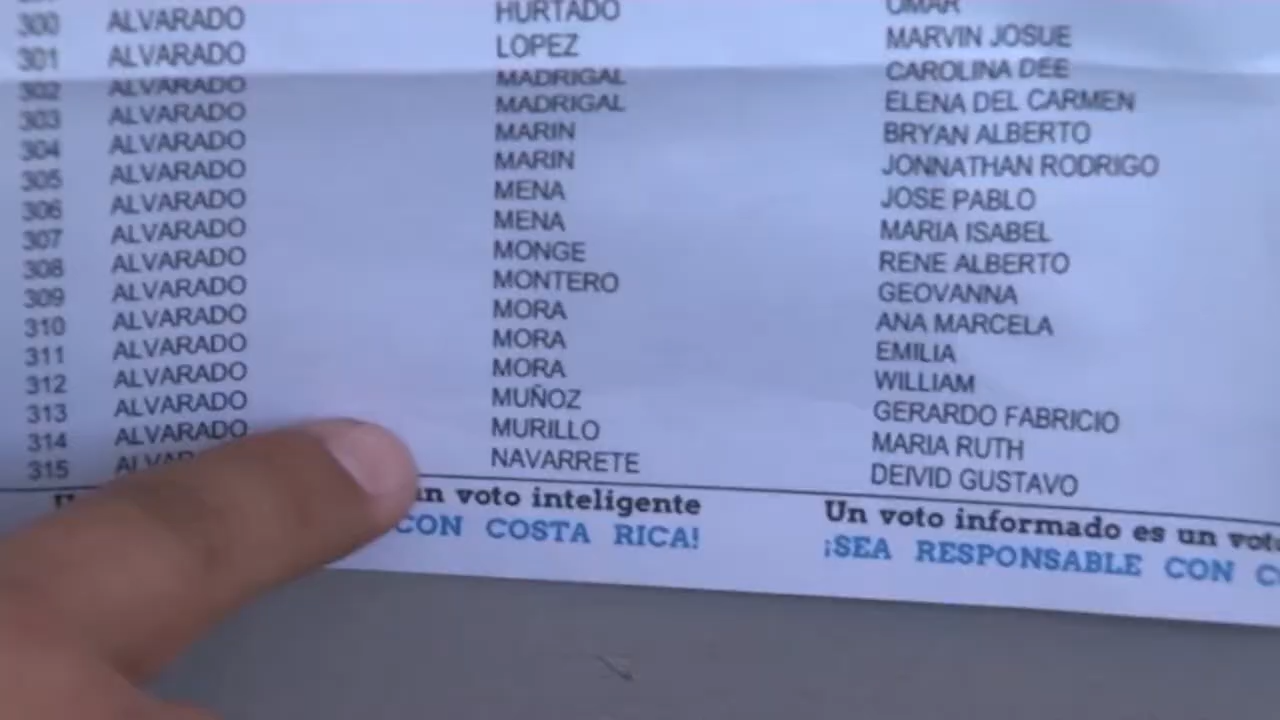 300 ALVARADO HURTADO OMAR
301 ALVARADO LOPEZ MARVIN JOSUE
302 ALVARADO MADRIGAL CAROLINA DEE
303 ALVARADO MADRIGAL ELENA DEL CARMEN
304 ALVARADO MARIN BRYAN ALBERTO
305 ALVARADO MARIN JONNATHAN RODRIGO
306 ALVARADO MENA JOSE PABLO
307 ALVARADO MENA MARIA ISABEL
308 ALVARADO MONGE RENE ALBERTO
309 ALVARADO MONTERO GEOVANNA
310 ALVARADO MORA ANA MARCELA
311 ALVARADO MORA EMILIA
312 ALVARADO MORA WILLIAM
313 ALVARADO MUÑOZ GERARDO FABRICIO
314 ALVARADO MURILLO MARIA RUTH
315 NAVARRETE DEIVID GUSTAVO
voto inteligente Un voto informado es un
CON COSTA RICA! ¡SEA RESPONSABLE CON